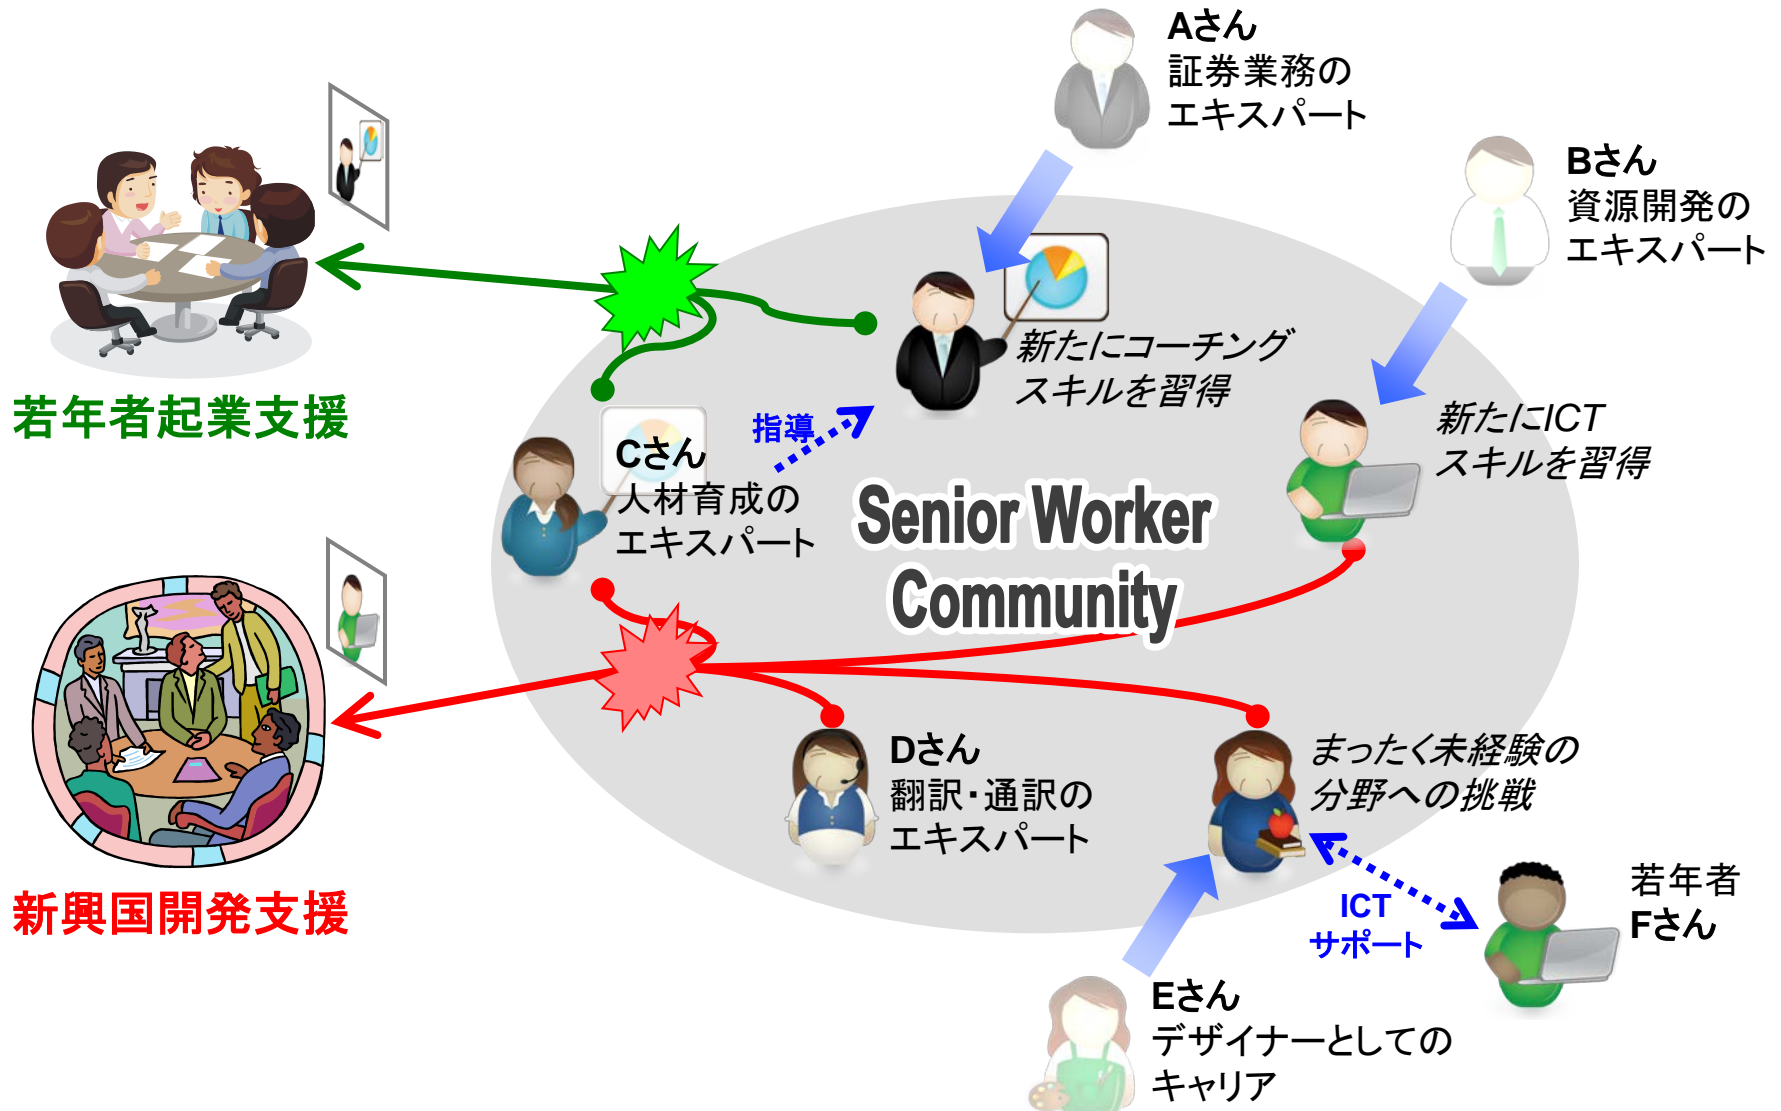 Aさん
証券業務の
エキスパート
Bさん
資源開発の
エキスパート
新たにコーチング
スキルを習得
若年者起業支援
指導
新たにICT
スキルを習得
Cさん
人材育成の
エキスパート
Senior Worker
Community
Dさん
翻訳・通訳の
エキスパート
まったく未経験の
分野への挑戦
新興国開発支援
ICT
サポート
若年者
Fさん
Eさん
デザイナーとしての
キャリア